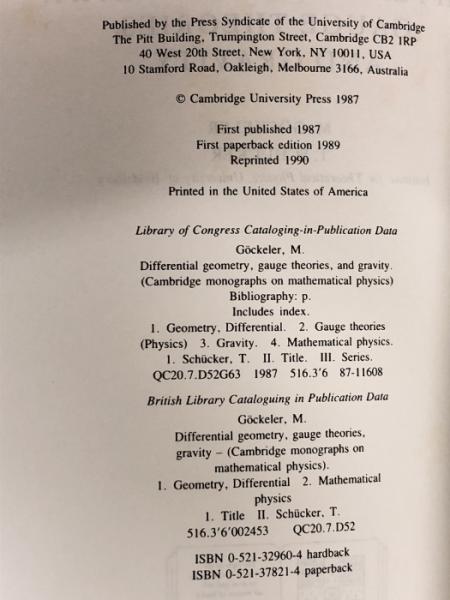 Published by the Press Syndicate of the University of Cambridge
The Pitt Building, Trumpington Street, Cambridge CB2 1RP
40 West 20th Street, New York, NY 10011, USA
10 Stamford Road, Oakleigh, Melbourne 3166, Australia
© Cambridge University Press 1987
First published 1987
First paperback edition 1989
Reprinted 1990
Printed in the United States of America
Library of Congress Cataloging-in-Publication Data
Göckeler, M.
Differential geometry, gauge theories, and gravity.
(Cambridge monographs on mathematical physics)
Bibliography: p.
Includes index.
1. Geometry, Differential. 2. Gauge theories
(Physics) 3. Gravity. 4. Mathematical physics.
1. Schücker, T. II. Title. III. Series.
QC20.7.D52G63 1987 516.3'6 87-11608
British Library Cataloguing in Publication Data
Göckeler, M.
Differential geometry, gauge theories,
gravity – (Cambridge monographs on
mathematical physics).
1. Geometry, Differential 2. Mathematical
physics
1. Title II. Schücker, T.
516.3'6'002453 QC20.7.D52
ISBN 0-521-32960-4 hardback
ISBN 0-521-37821-4 paperback